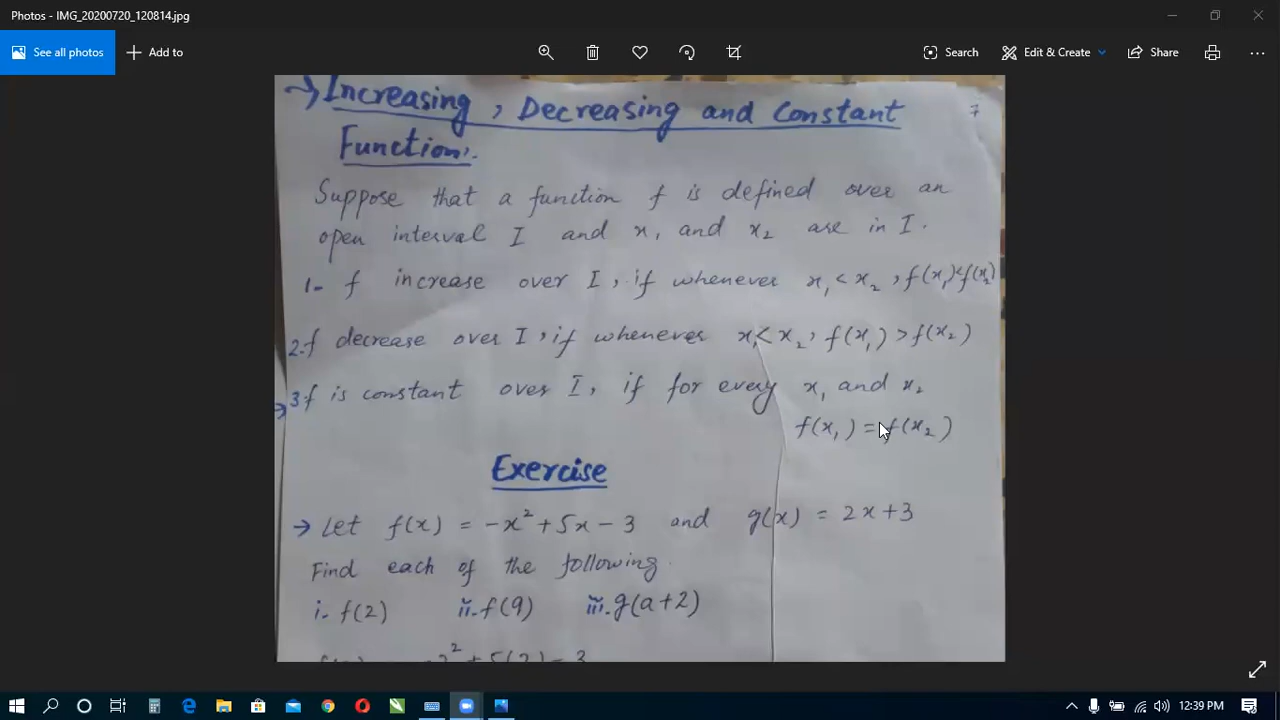 Photos - IMG_20200720_120814.jpg
See all photos
Add to
Search
Edit & Create
Share
→ Increasing, Decreasing and Constant
7
Function.
Suppose that a function f is defined over an
open interval I and x₁ and x₂ are in I.
1- f increase over I, if whenever x₁ < x₂, f(x₁)<f(x₂)
2. f decrease over I, if whenever x₁< x₂, f(x₁) > f(x₂)
→ 3 f is constant over I, if for every x₁ and x₂
f(x₁) = f(x₂)
Exercise
→ Let f(x) = -x² + 5x - 3 and g(x) = 2x + 3
Find each of the following
i- f(2) ii- f(9) iii- g(a+2)
12:39 PM